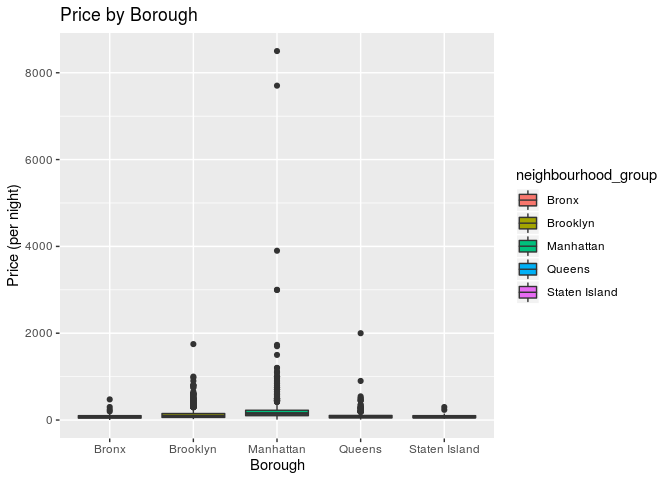 Price by Borough
8000
6000
4000
2000
0
Price (per night)
Bronx Brooklyn Manhattan Queens Staten Island
Borough
neighbourhood_group
Bronx
Brooklyn
Manhattan
Queens
Staten Island